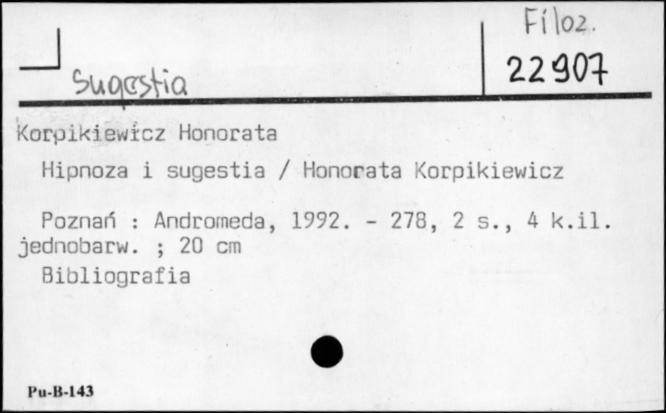 Filoz.
22907
Sugestia
Korpikiewicz Honorata
Hipnoza i sugestia / Honorata Korpikiewicz
Poznań : Andromeda, 1992. - 278, 2 s., 4 k.il.
jednobarw. ; 20 cm
Bibliografia
Pu-B-143